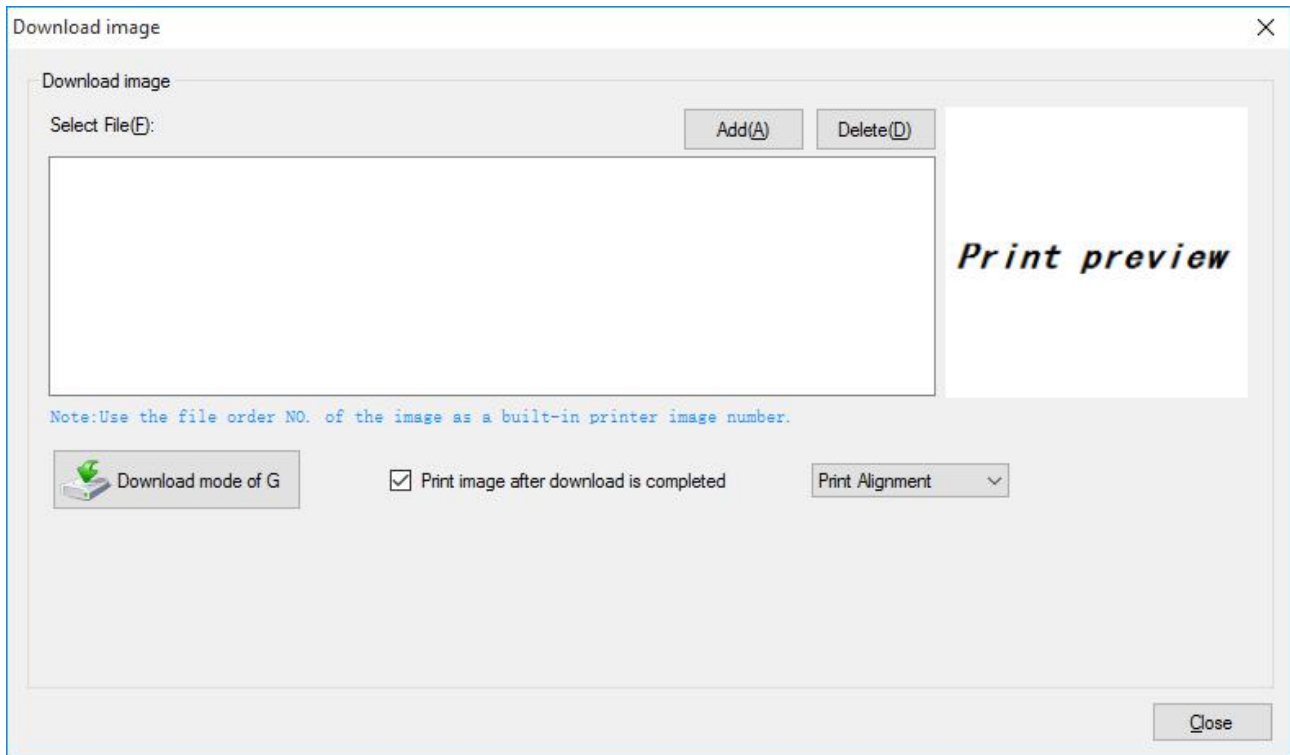 Download image
Download image
Select File(F):
Add(A)
Delete(D)
Print preview
Note:Use the file order NO. of the image as a built-in printer image number.
Download mode of G
Print image after download is completed
Print Alignment
Close